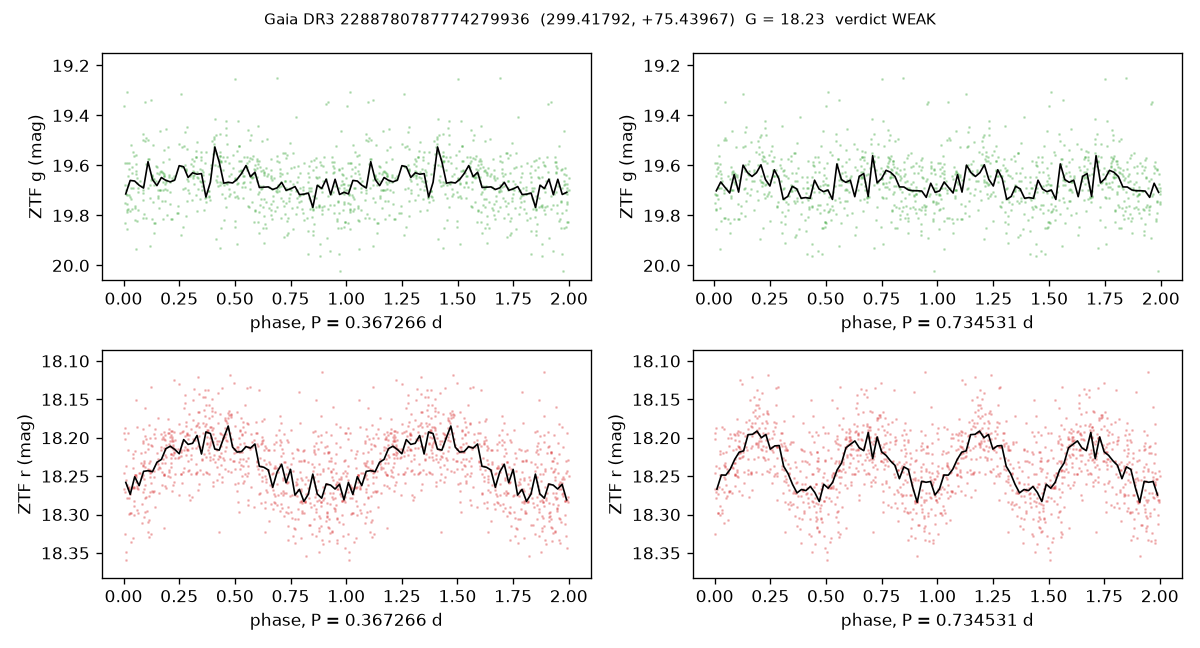 Gaia DR3 2288780787774279936 (299.41792, +75.43967) G = 18.23 verdict WEAK
ZTF g (mag)
19.2
19.4
19.6
19.8
20.0
0.00 0.25 0.50 0.75 1.00 1.25 1.50 1.75 2.00
phase, P = 0.367266 d
ZTF g (mag)
19.2
19.4
19.6
19.8
20.0
0.00 0.25 0.50 0.75 1.00 1.25 1.50 1.75 2.00
phase, P = 0.734531 d
ZTF r (mag)
18.10
18.15
18.20
18.25
18.30
18.35
0.00 0.25 0.50 0.75 1.00 1.25 1.50 1.75 2.00
phase, P = 0.367266 d
ZTF r (mag)
18.10
18.15
18.20
18.25
18.30
18.35
0.00 0.25 0.50 0.75 1.00 1.25 1.50 1.75 2.00
phase, P = 0.734531 d